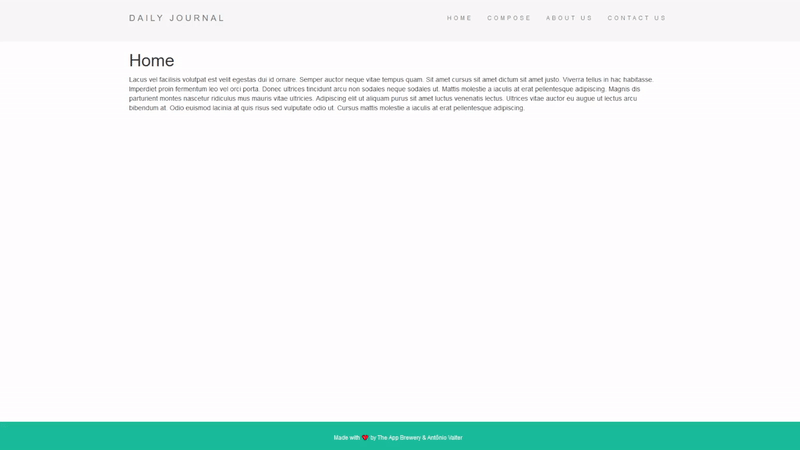 DAILY JOURNAL
HOME COMPOSE ABOUT US CONTACT US
Home
Lacus vel facilisis volutpat est velit egestas dui id ornare. Semper auctor neque vitae tempus quam. Sit amet cursus sit amet dictum sit amet justo. Viverra tellus in hac habitasse.
Imperdiet proin fermentum leo vel orci porta. Donec ultrices tincidunt arcu non sodales neque sodales ut. Mattis molestie a iaculis at erat pellentesque adipiscing. Magnis dis
parturient montes nascetur ridiculus mus mauris vitae ultricies. Adipiscing elit ut aliquam purus sit amet luctus venenatis lectus. Ultrices vitae auctor eu augue ut lectus arcu
bibendum at. Odio euismod lacinia at quis risus sed vulputate odio ut. Cursus mattis molestie a iaculis at erat pellentesque adipiscing.
Made with ❤ by The App Brewery & Antônio Valter